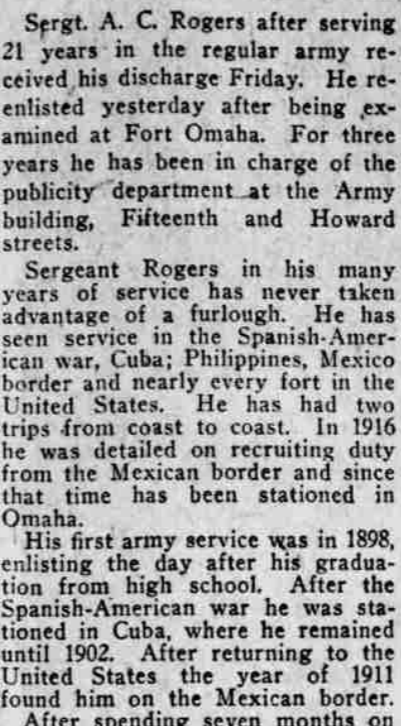 Sergt. A. C. Rogers after serving
21 years in the regular army re-
ceived his discharge Friday. He re-
enlisted yesterday after being ex-
amined at Fort Omaha. For three
years he has been in charge of the
publicity department at the Army
building, Fifteenth and Howard
streets.
Sergeant Rogers in his many
years of service has never taken
advantage of a furlough. He has
seen service in the Spanish-Amer-
ican war, Cuba; Philippines, Mexico
border and nearly every fort in the
United States. He has had two
trips from coast to coast. In 1916
he was detailed on recruiting duty
from the Mexican border and since
that time has been stationed in
Omaha.
His first army service was in 1898,
enlisting the day after his gradua-
tion from high school. After the
Spanish-American war he was sta-
tioned in Cuba, where he remained
until 1902. After returning to the
United States the year of 1911
found him on the Mexican border.
After spending seven months on